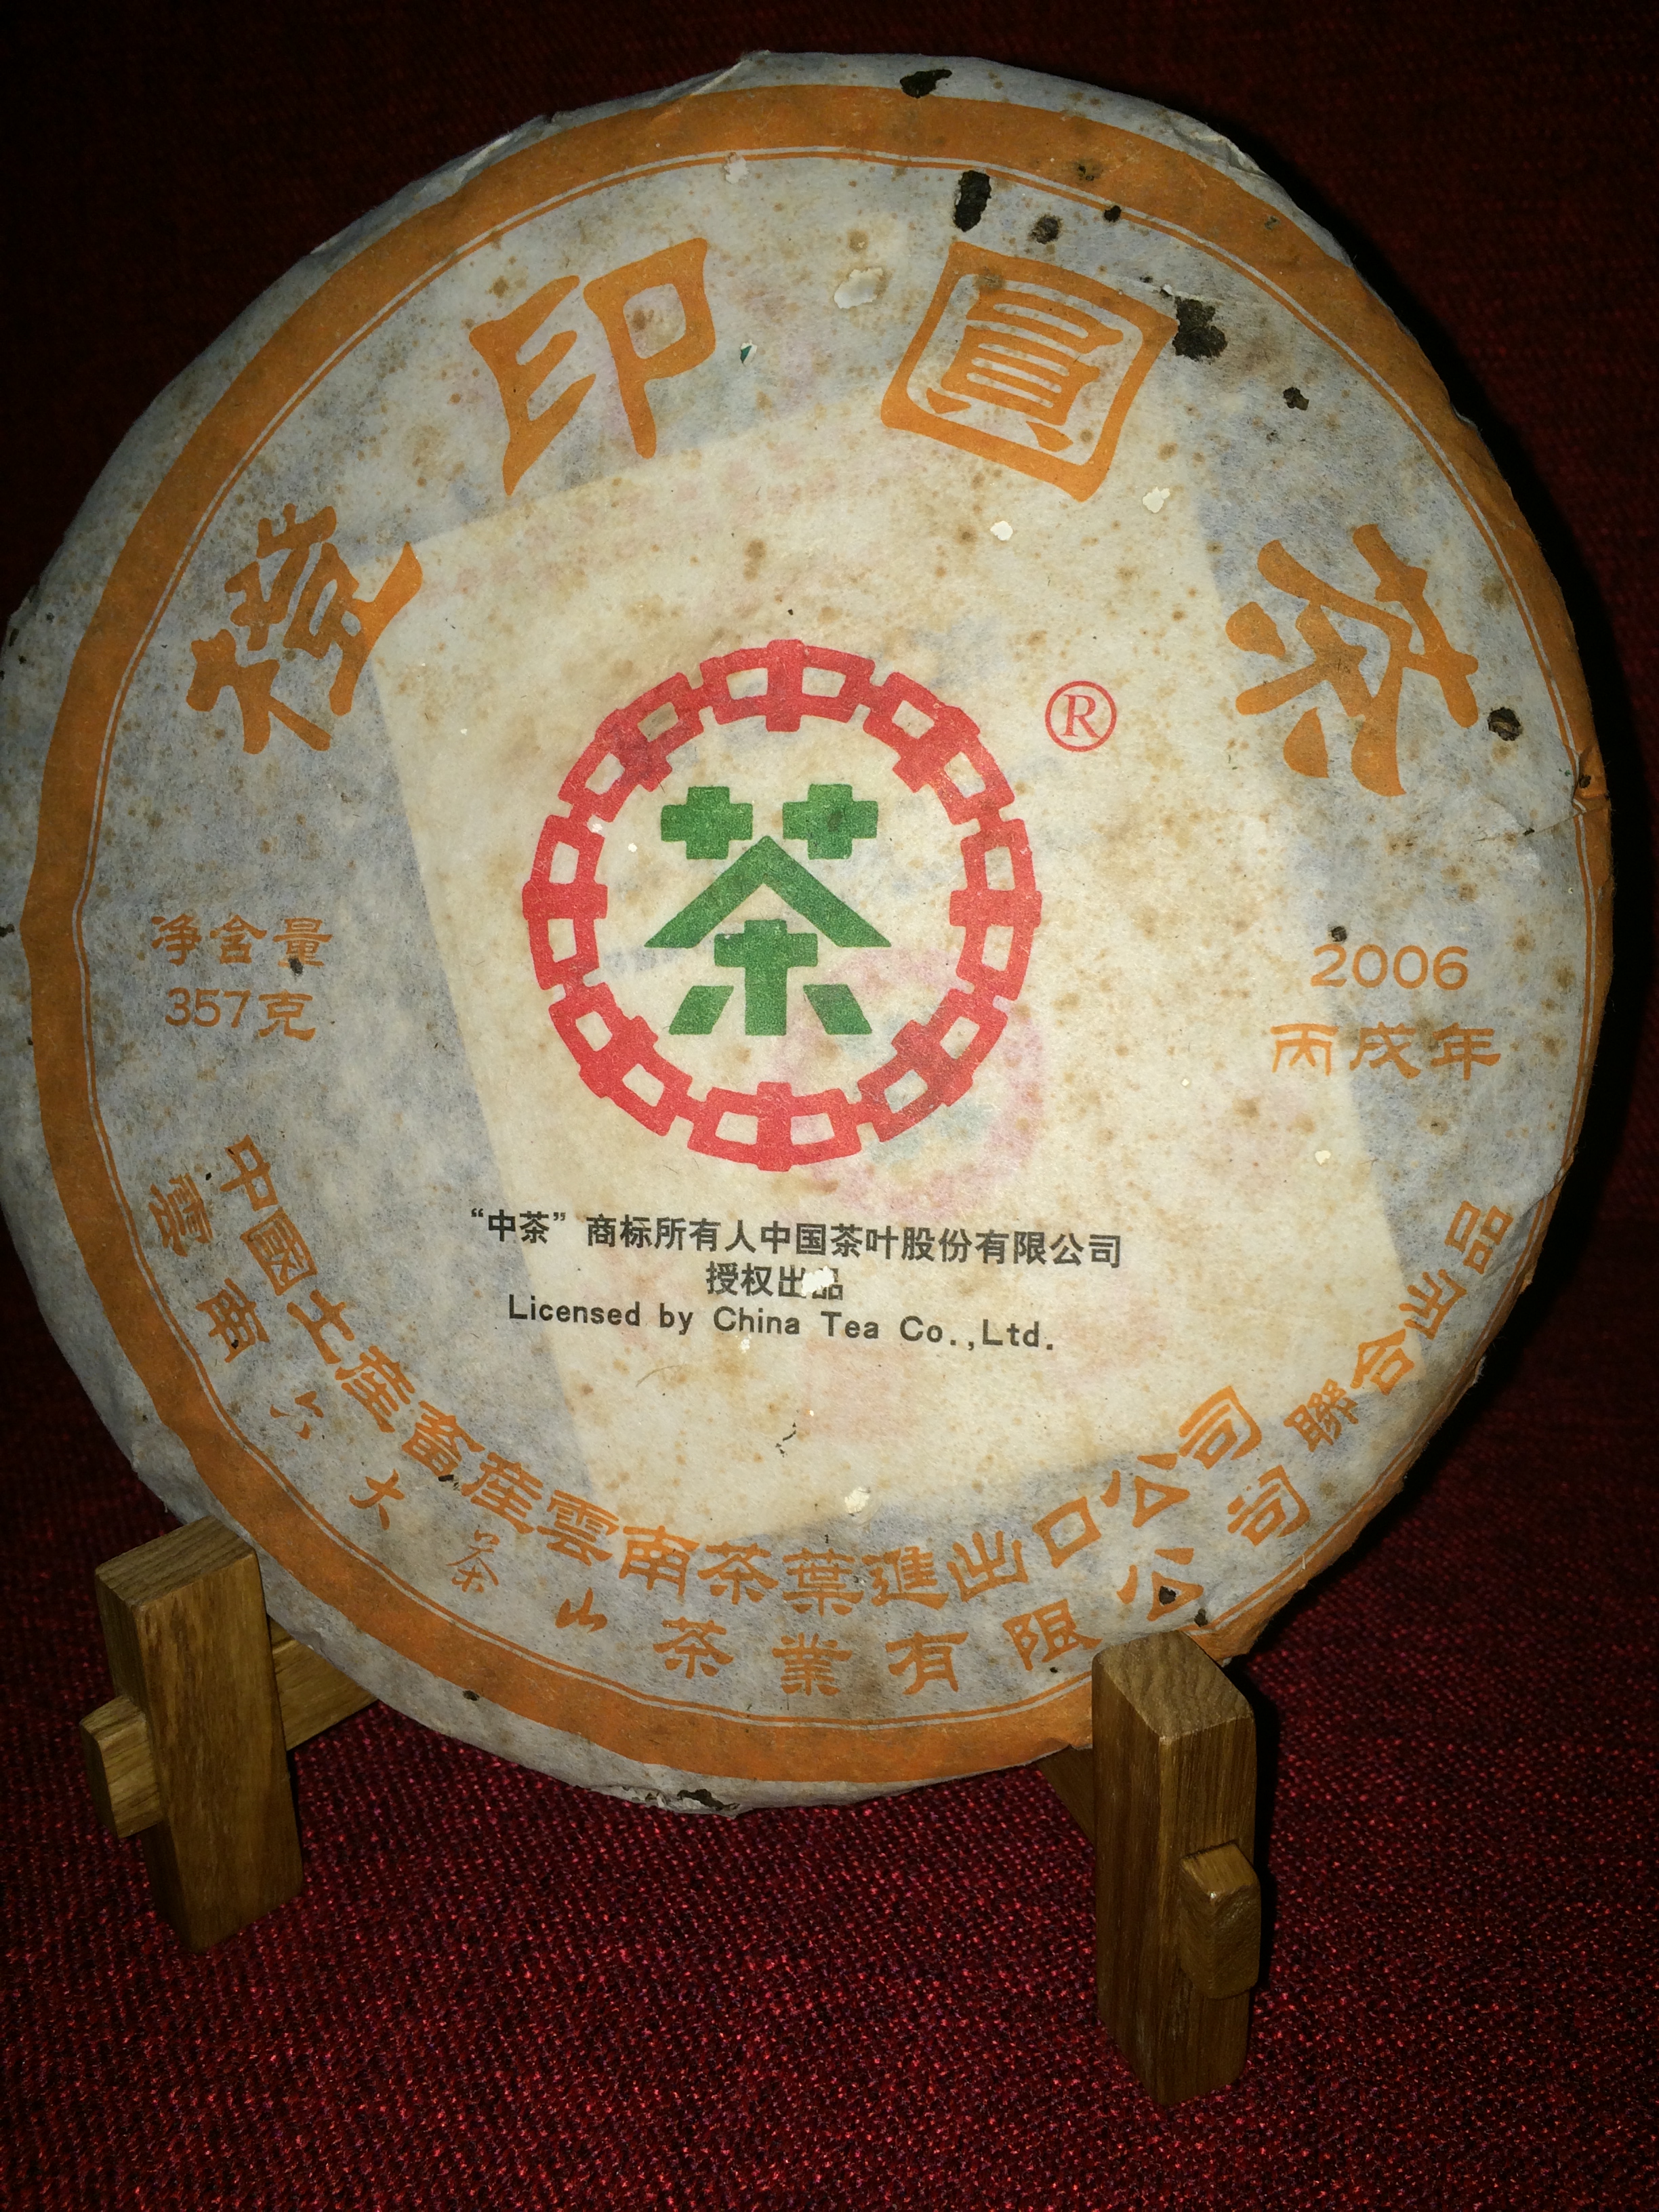 橙印圓茶
茶
®
净含量
357克
2006
丙戌年
“中茶”商标所有人中国茶叶股份有限公司
授权出品
Licensed by China Tea Co.,Ltd.
中國土產畜產雲南茶葉進出口公司
雲南六大茶山茶業有限公司
聯合出品